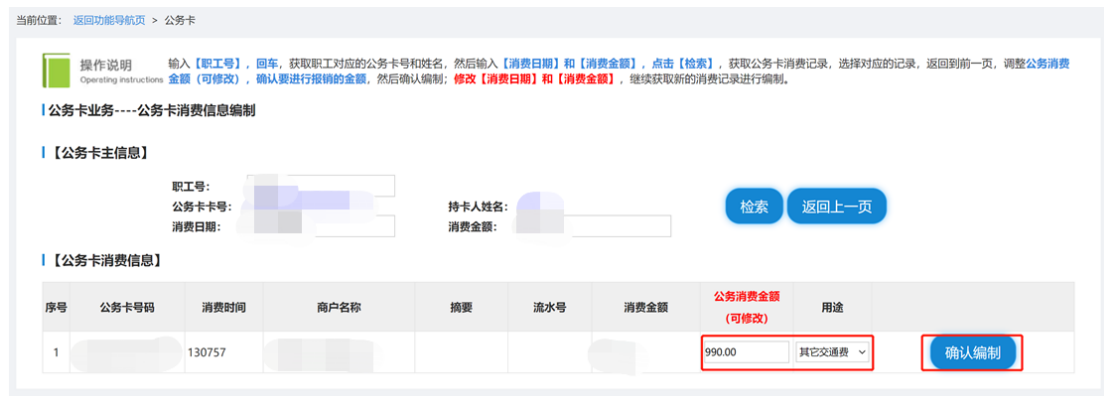 当前位置： 返回功能导航页 > 公务卡
操作说明
Operating instructions
输入【职工号】，回车，获取职工对应的公务卡号和姓名，然后输入【消费日期】和【消费金额】，点击【检索】，获取公务卡消费记录，选择对应的记录，返回到前一页，调整公务消费
金额（可修改），确认要进行报销的金额，然后确认编制；修改【消费日期】和【消费金额】，继续获取新的消费记录进行编制。
公务卡业务----公务卡消费信息编制
【公务卡主信息】
职工号：
公务卡卡号： 持卡人姓名：
消费日期： 消费金额：
检索 返回上一页
【公务卡消费信息】
序号 公务卡号码 消费时间 商户名称 摘要 流水号 消费金额 公务消费金额 用途
（可修改）
1 130757 990.00 其它交通费 确认编制